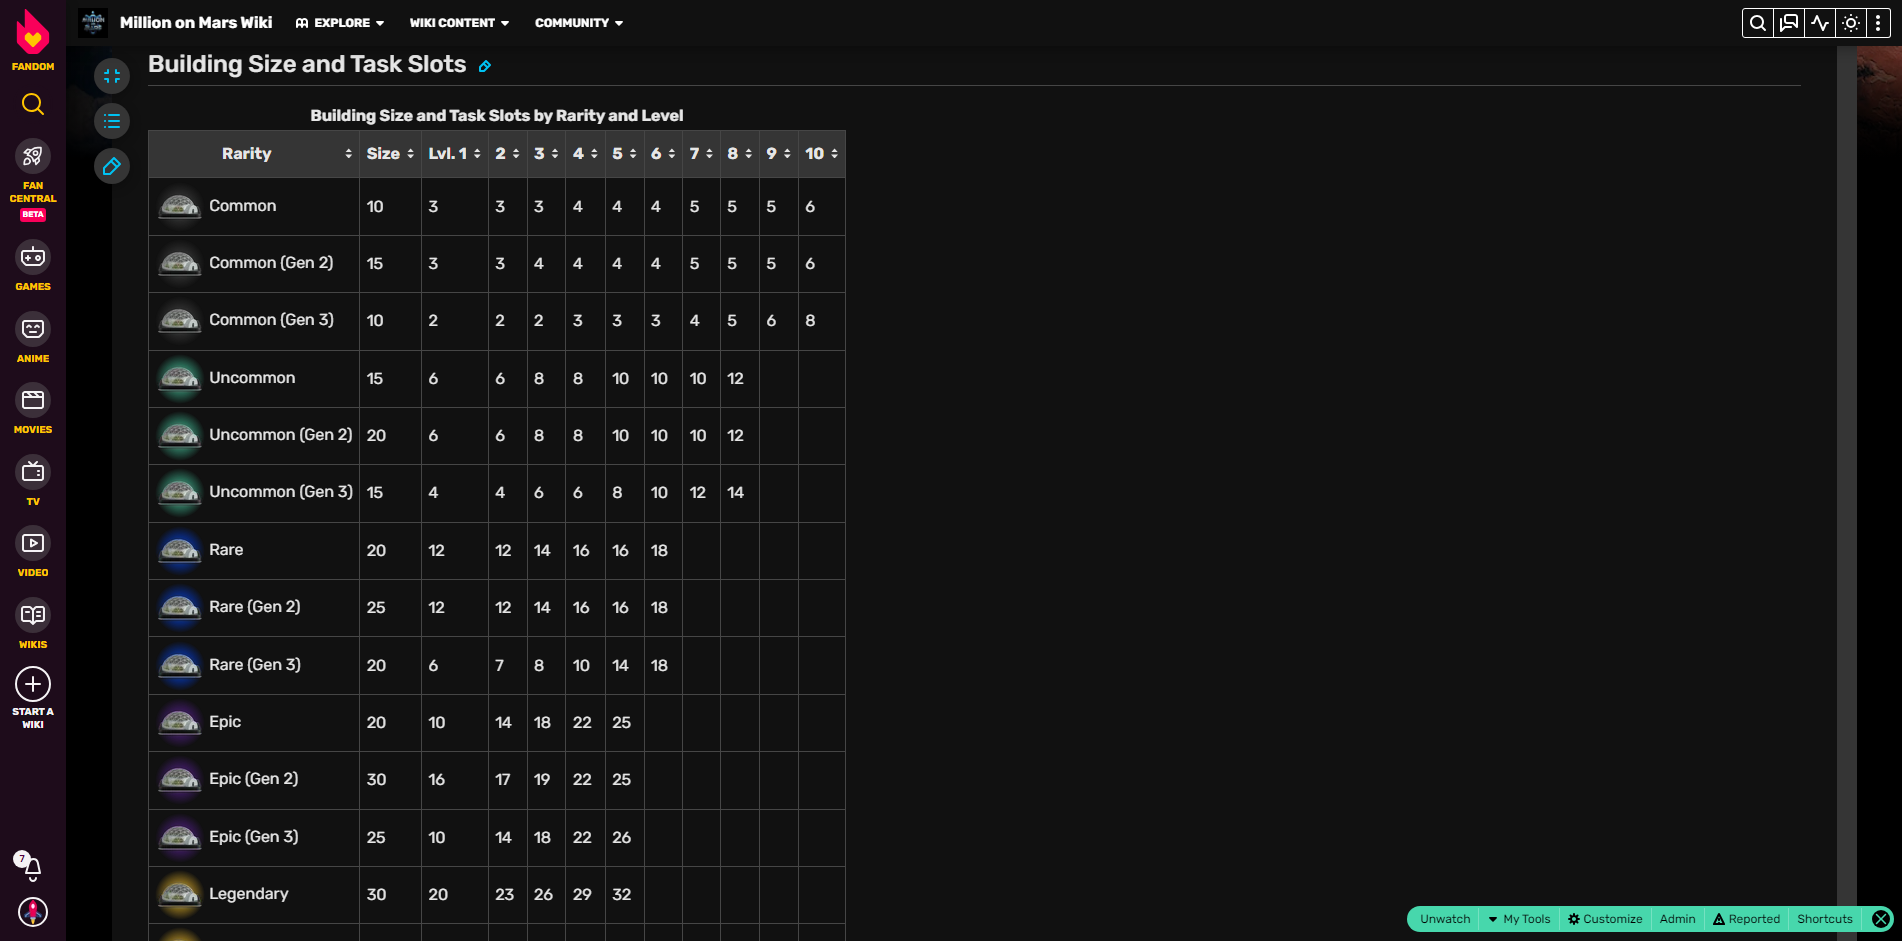 Million on Mars Wiki EXPLORE WIKI CONTENT COMMUNITY
FANDOM
FAN
CENTRAL
BETA
GAMES
ANIME
MOVIES
TV
VIDEO
WIKIS
START A
WIKI
7
Building Size and Task Slots
Building Size and Task Slots by Rarity and Level
Rarity Size Lvl. 1 2 3 4 5 6 7 8 9 10
Common 10 3 3 3 4 4 4 5 5 5 6
Common (Gen 2) 15 3 3 4 4 4 4 5 5 5 6
Common (Gen 3) 10 2 2 2 3 3 3 4 5 6 8
Uncommon 15 6 6 8 8 10 10 10 12
Uncommon (Gen 2) 20 6 6 8 8 10 10 10 12
Uncommon (Gen 3) 15 4 4 6 6 8 10 12 14
Rare 20 12 12 14 16 16 18
Rare (Gen 2) 25 12 12 14 16 16 18
Rare (Gen 3) 20 6 7 8 10 14 18
Epic 20 10 14 18 22 25
Epic (Gen 2) 30 16 17 19 22 25
Epic (Gen 3) 25 10 14 18 22 26
Legendary 30 20 23 26 29 32
Unwatch My Tools Customize Admin Reported Shortcuts